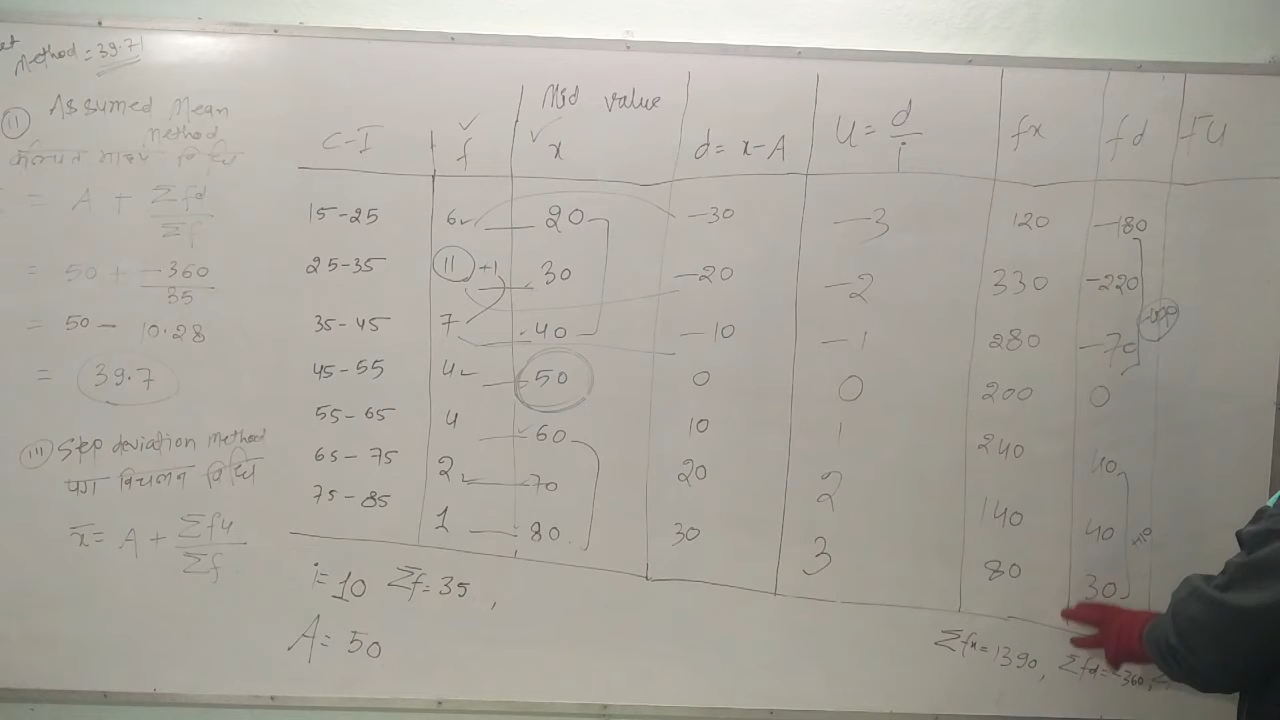 Method = 39.71
(ii) Assumed Mean
Method
कल्पित माध्य विधि
= A + Σfd/Σf
= 50 + -360/35
= 50 - 10.28
= 39.7
(iii) Step deviation Method
पग विचलन विधि
x̄ = A + Σfu/Σf
Mid value
C-I f x d = x-A U = d/i fx fd fU
15-25 6 20 -30 -3 120 -180
25-35 11 +1 30 -20 -2 330 -220
35-45 7 40 -10 -1 280 -70
45-55 4 50 0 0 200 0
55-65 4 60 10 1 240 40
65-75 2 70 20 2 140 40
75-85 1 80 30 3 80 30
i=10 Σf=35,
A=50
Σfx=1390, Σfd=-360,